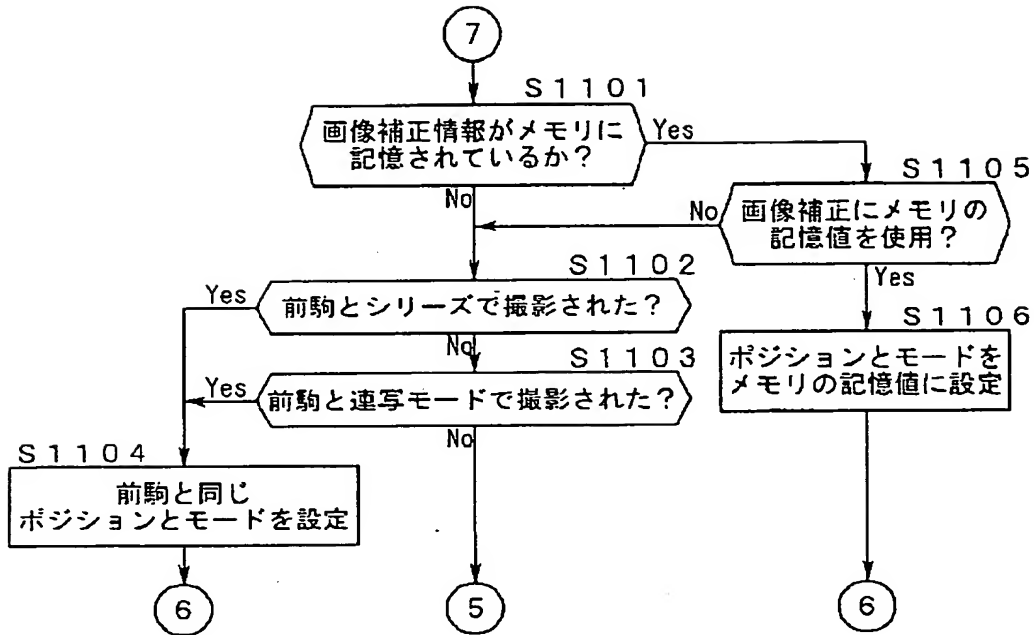 7
S1101
画像補正情報がメモリに
記憶されているか？
Yes
No
S1105
画像補正にメモリの
記憶値を使用？
No
Yes
S1102
前駒とシリーズで撮影された？
Yes
No
S1106
ポジションとモードを
メモリの記憶値に設定
S1103
前駒と連写モードで撮影された？
Yes
No
S1104
前駒と同じ
ポジションとモードを設定
6
5
6